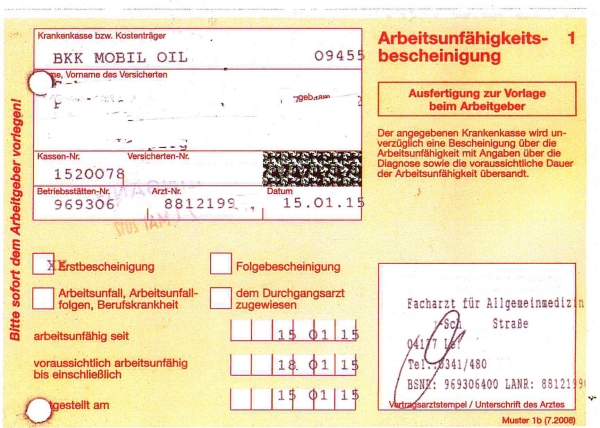 Krankenkasse bzw. Kostenträger
BKK MOBIL OIL 09455
me, Vorname des Versicherten
geb.
Kassen-Nr. Versicherten-Nr.
1520078
Betriebsstätten-Nr. Arzt-Nr. Datum
969306 8812199 15.01.15
Arbeitsunfähigkeits- 1
bescheinigung
Ausfertigung zur Vorlage
beim Arbeitgeber
Der angegebenen Krankenkasse wird un-
verzüglich eine Bescheinigung über die
Arbeitsunfähigkeit mit Angaben über die
Diagnose sowie die voraussichtliche Dauer
der Arbeitsunfähigkeit übersandt.
Bitte sofort dem Arbeitgeber vorlegen!
Erstbescheinigung
Folgebescheinigung
Arbeitsunfall, Arbeitsunfall-
folgen, Berufskrankheit
dem Durchgangsarzt
zugewiesen
arbeitsunfähig seit 15 01 15
voraussichtlich arbeitsunfähig
bis einschließlich 18 01 15
tgestellt am 15 01 15
Facharzt für Allgemeinmedizin
Sch Straße
Tel.:0341/480
BSNR: 969306400 LANR: 8812199
Vertragsarztstempel / Unterschrift des Arztes
Muster 1b (7.2008)